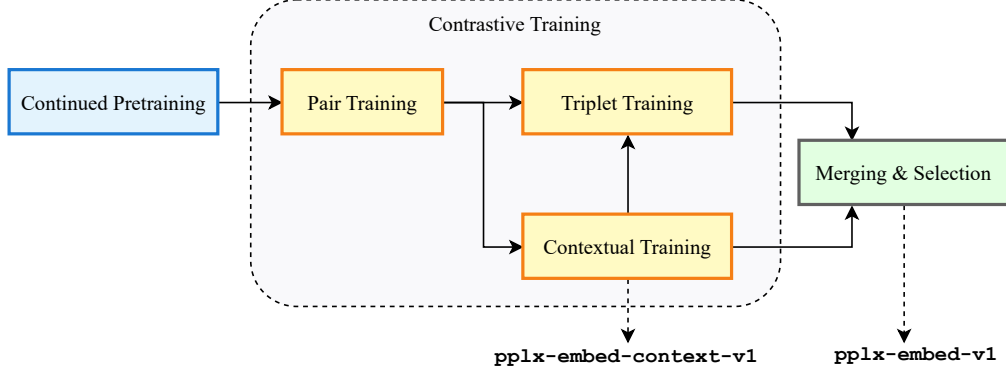 Contrastive Training
Continued Pretraining
Pair Training
Triplet Training
Merging & Selection
Contextual Training
pplx-embed-context-v1
pplx-embed-v1